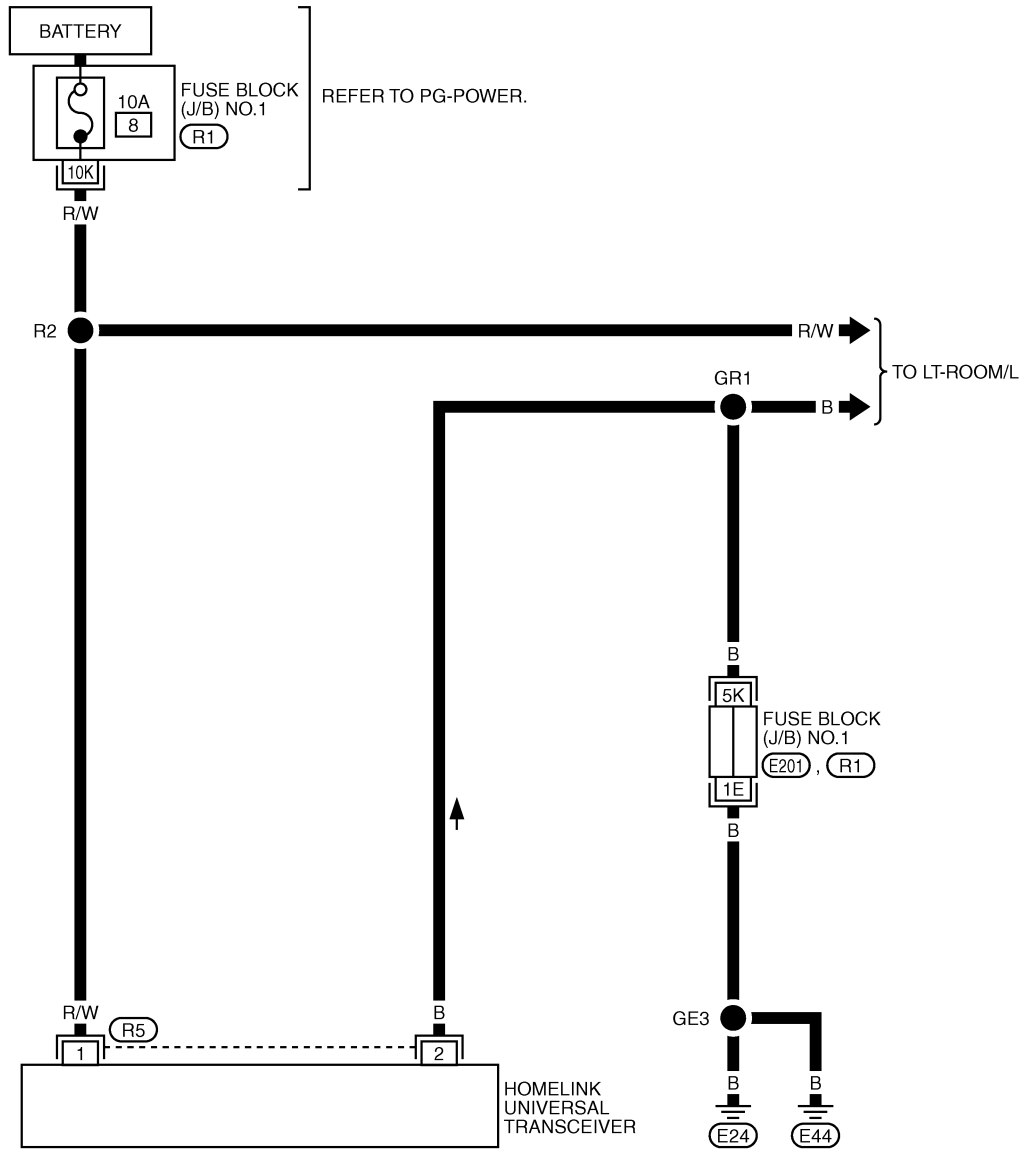 BATTERY
10A
8
FUSE BLOCK
(J/B) NO.1
R1
REFER TO PG-POWER.
10K
R/W
R2
R/W
TO LT-ROOM/L
GR1
B
B
5K
FUSE BLOCK
(J/B) NO.1
E201 , R1
1E
B
R/W
R5
B
1
2
GE3
HOMELINK
UNIVERSAL
TRANSCEIVER
B
B
E24
E44